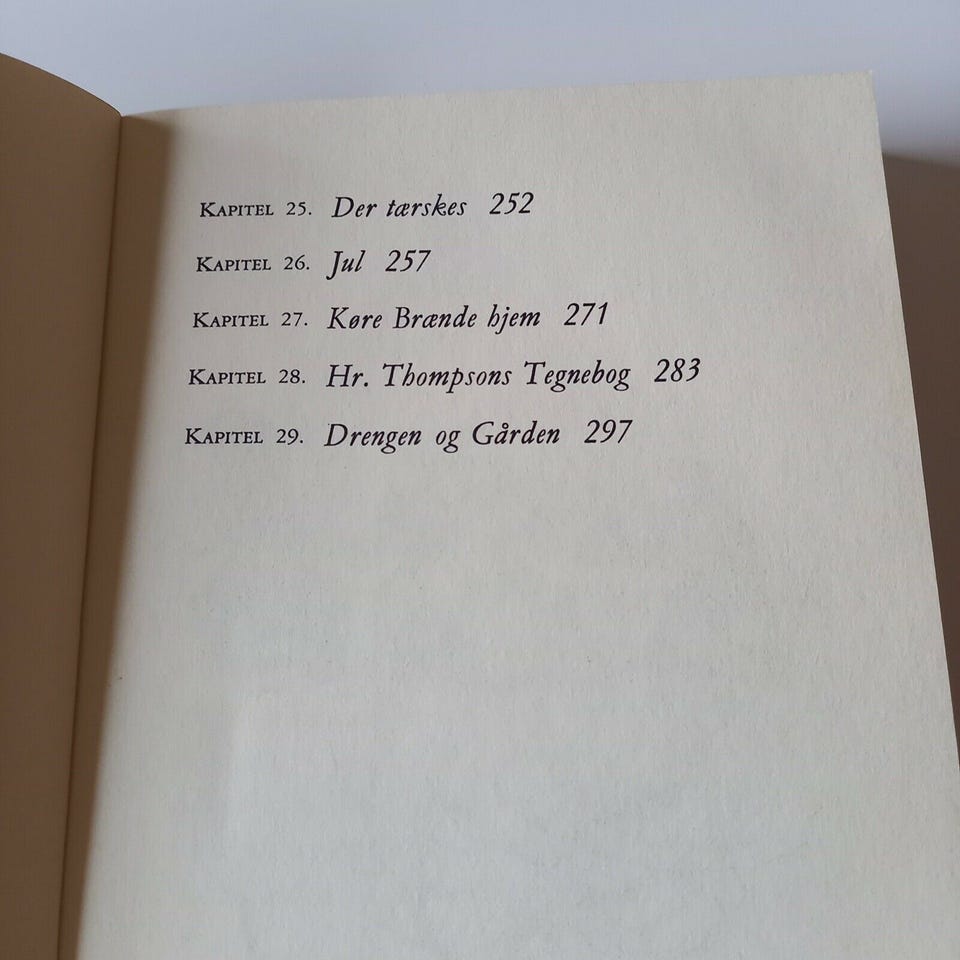 Kapitel 25. Der tærskes 252
Kapitel 26. Jul 257
Kapitel 27. Køre Brænde hjem 271
Kapitel 28. Hr. Thompsons Tegnebog 283
Kapitel 29. Drengen og Gården 297